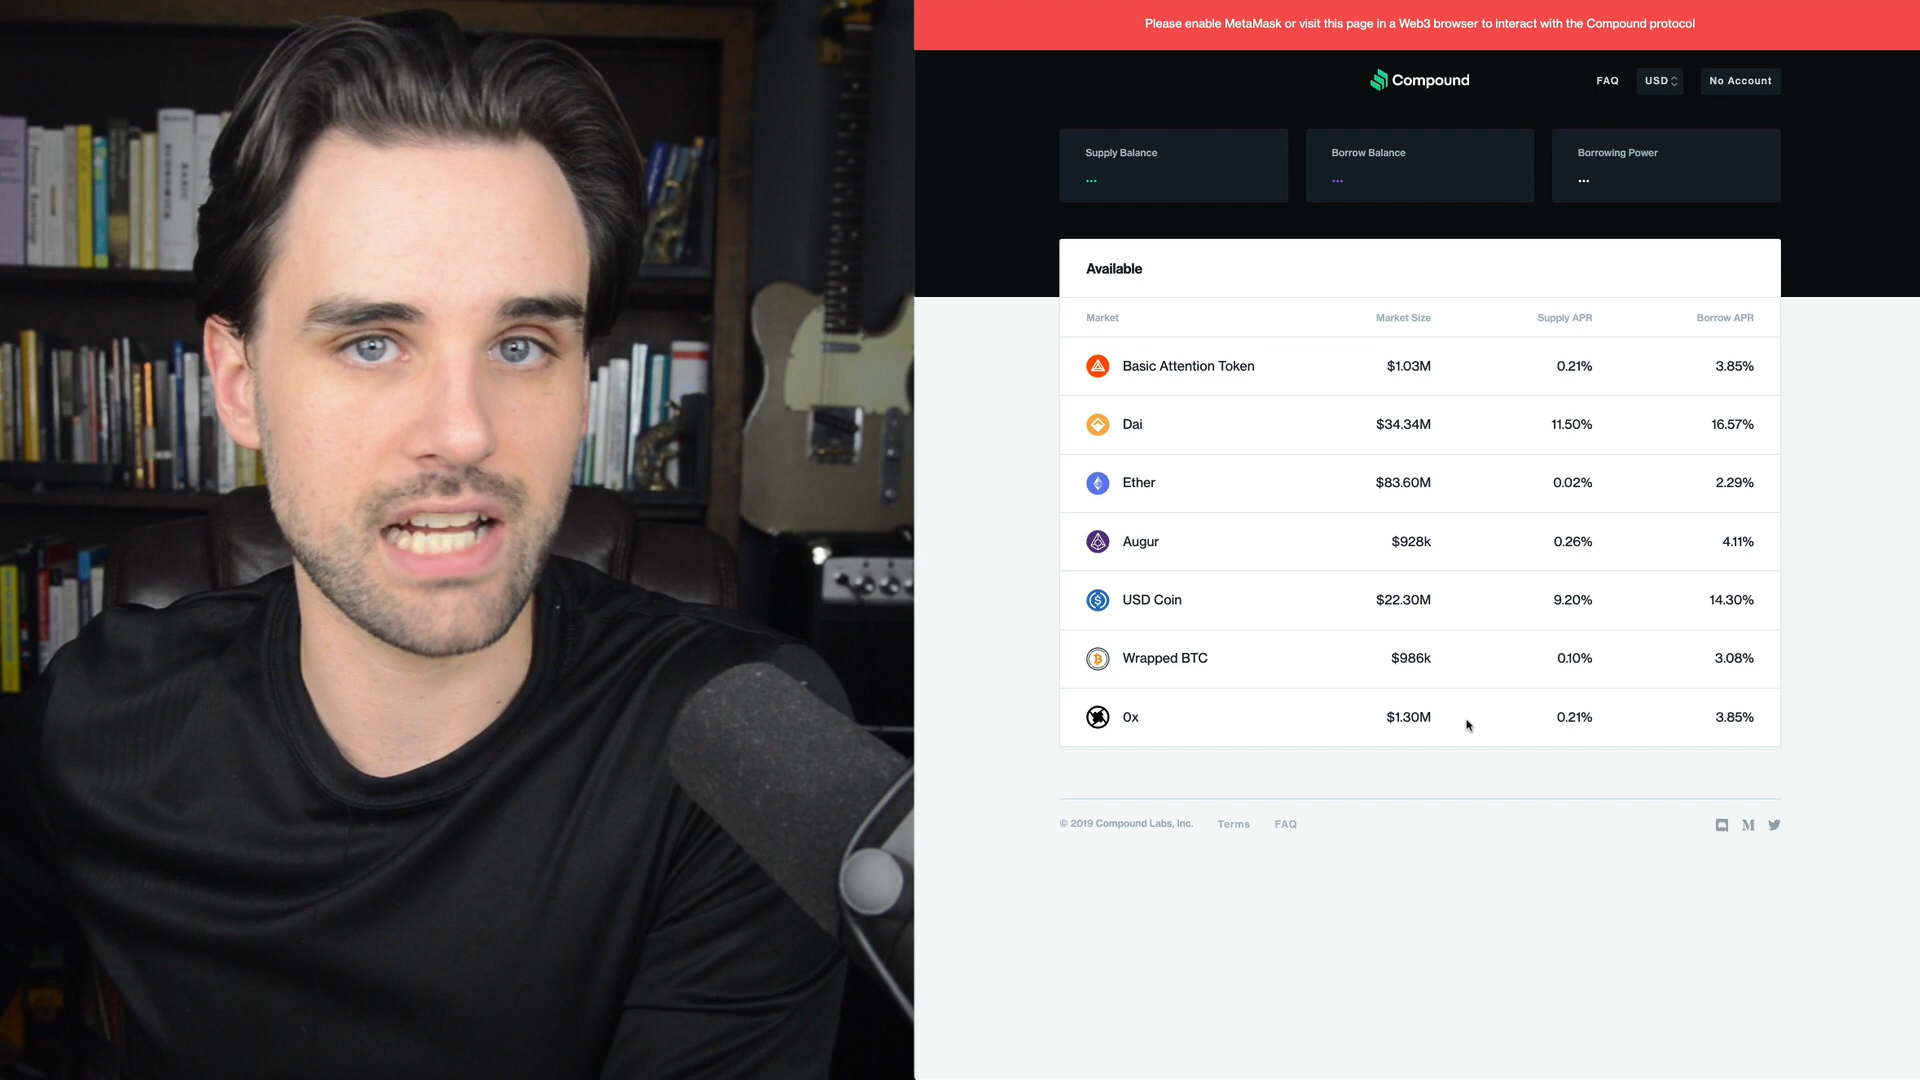 Please enable MetaMask or visit this page in a Web3 browser to interact with the Compound protocol
Compound
FAQ
USD
No Account
Supply Balance
...
Borrow Balance
...
Borrowing Power
...
Available
Market Market Size Supply APR Borrow APR
Basic Attention Token $1.03M 0.21% 3.85%
Dai $34.34M 11.50% 16.57%
Ether $83.60M 0.02% 2.29%
Augur $928k 0.26% 4.11%
USD Coin $22.30M 9.20% 14.30%
Wrapped BTC $986k 0.10% 3.08%
0x $1.30M 0.21% 3.85%
© 2019 Compound Labs, Inc. Terms FAQ